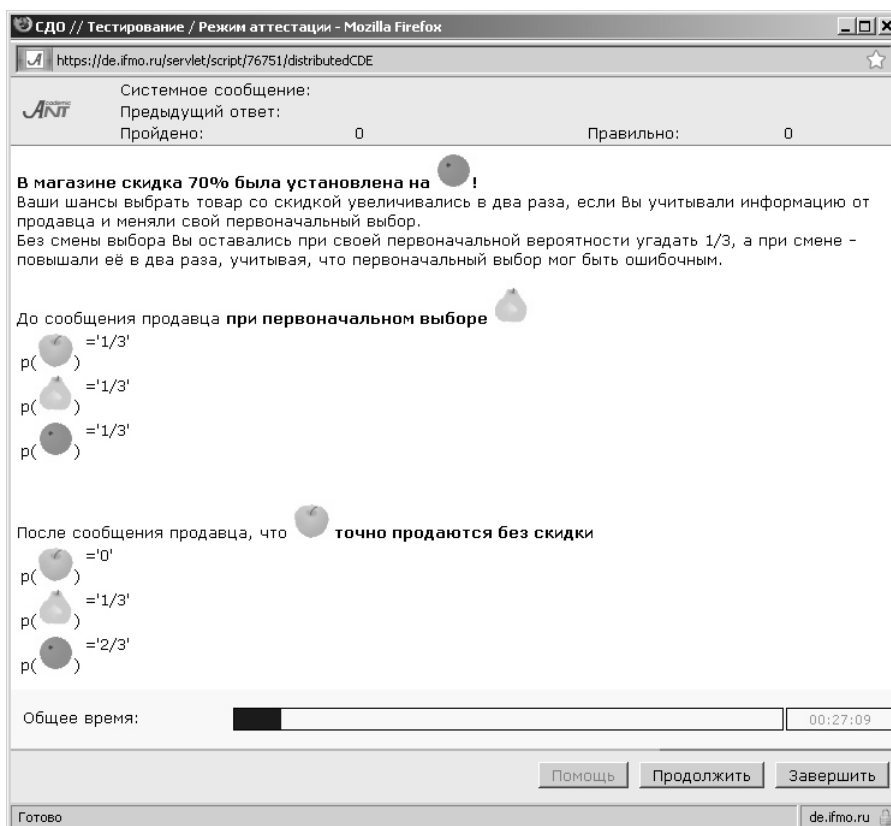 СДО // Тестирование / Режим аттестации - Mozilla Firefox
https://de.ifmo.ru/servlet/script/76751/distributedCDE
Academic ANT
Системное сообщение:
Предыдущий ответ:
Пройдено: 0 Правильно: 0
В магазине скидка 70% была установлена на !
Ваши шансы выбрать товар со скидкой увеличивались в два раза, если Вы учитывали информацию от
продавца и меняли свой первоначальный выбор.
Без смены выбора Вы оставались при своей первоначальной вероятности угадать 1/3, а при смене -
повышали её в два раза, учитывая, что первоначальный выбор мог быть ошибочным.
До сообщения продавца при первоначальном выборе
p( ) ='1/3'
p( ) ='1/3'
p( ) ='1/3'
После сообщения продавца, что точно продаются без скидки
p( ) ='0'
p( ) ='1/3'
p( ) ='2/3'
Общее время: 00:27:09
Помощь Продолжить Завершить
Готово de.ifmo.ru